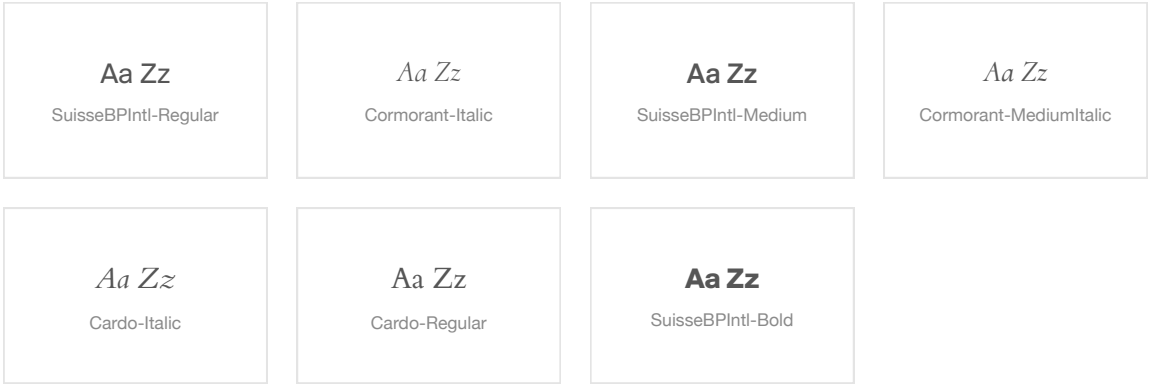 Aa Zz
SuisseBPIntl-Regular
Aa Zz
Cormorant-Italic
Aa Zz
SuisseBPIntl-Medium
Aa Zz
Cormorant-MediumItalic
Aa Zz
Cardo-Italic
Aa Zz
Cardo-Regular
Aa Zz
SuisseBPIntl-Bold